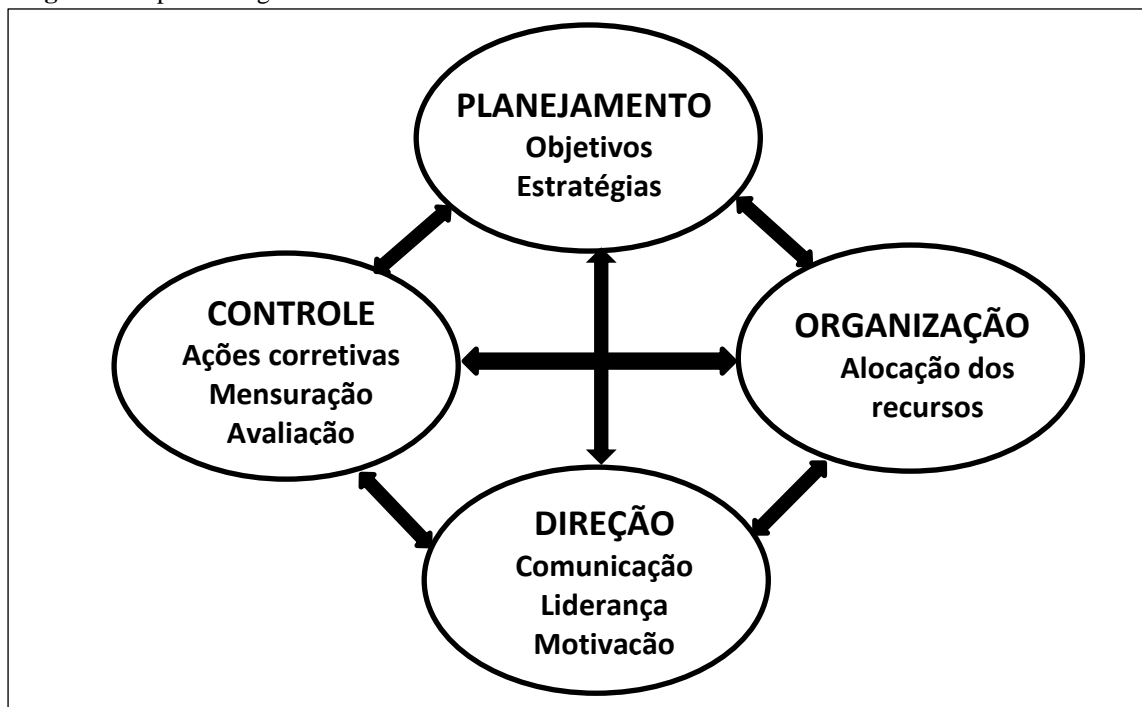 PLANEJAMENTO
Objetivos
Estratégias
CONTROLE
Ações corretivas
Mensuração
Avaliação
ORGANIZAÇÃO
Alocação dos
recursos
DIREÇÃO
Comunicação
Liderança
Motivacão